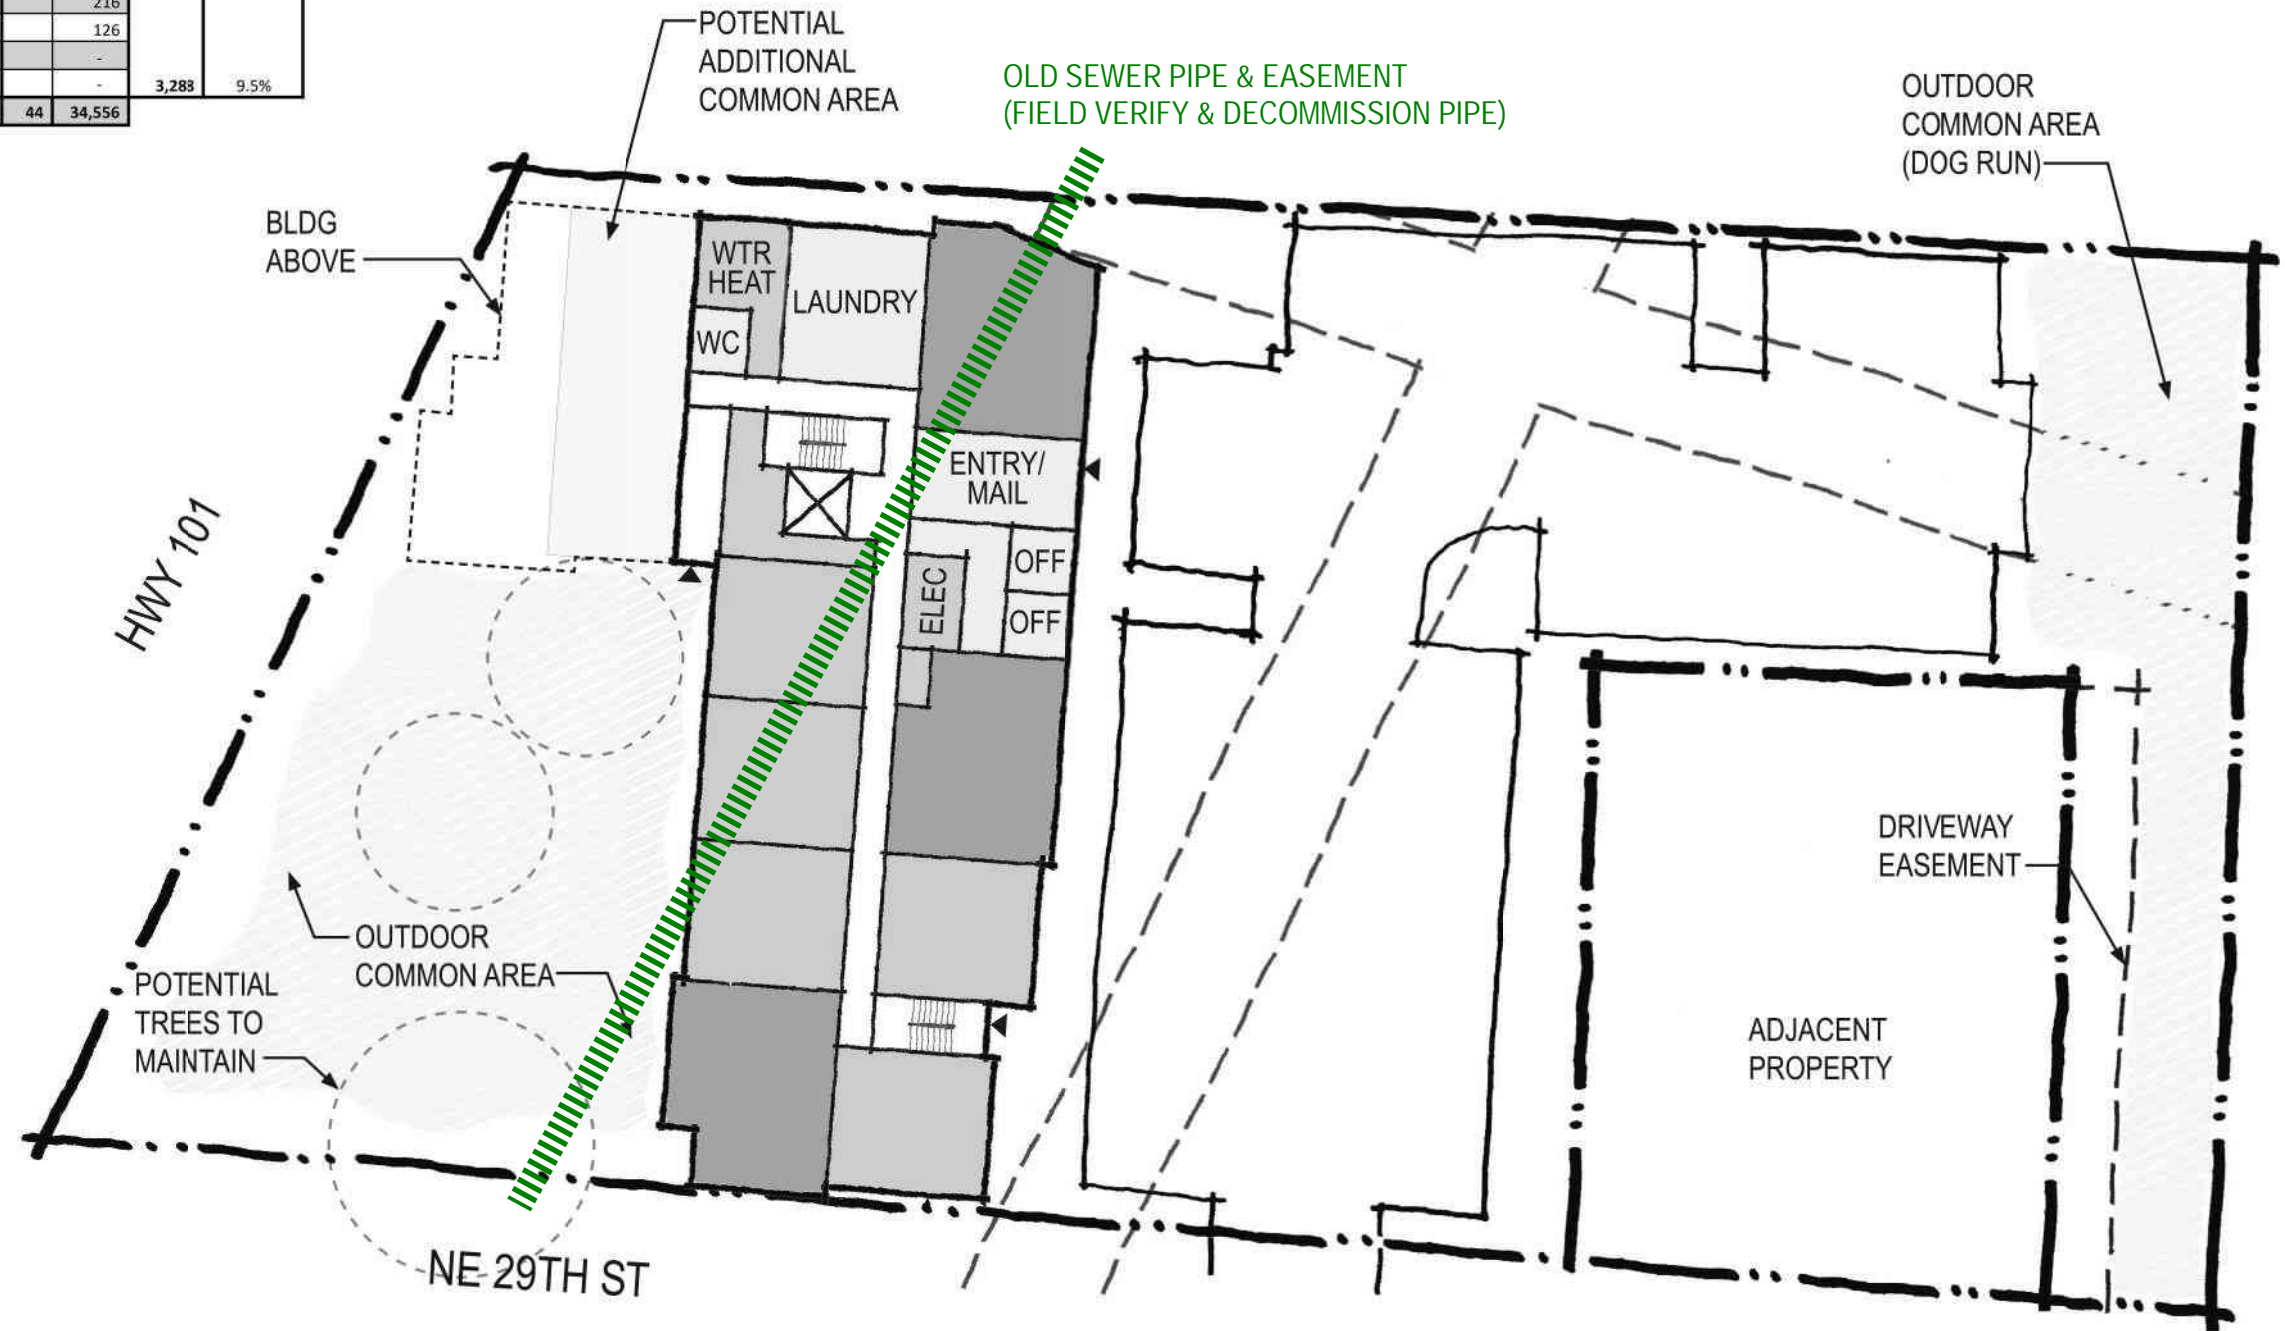 216
126
-
- 3,288 9.5%
44 34,556
POTENTIAL
ADDITIONAL
COMMON AREA
OLD SEWER PIPE & EASEMENT
(FIELD VERIFY & DECOMMISSION PIPE)
OUTDOOR
COMMON AREA
(DOG RUN)
BLDG
ABOVE
WTR
HEAT
LAUNDRY
WC
ENTRY/
MAIL
OFF
ELEC
OFF
HWY 101
DRIVEWAY
EASEMENT
OUTDOOR
COMMON AREA
POTENTIAL
TREES TO
MAINTAIN
ADJACENT
PROPERTY
NE 29TH ST